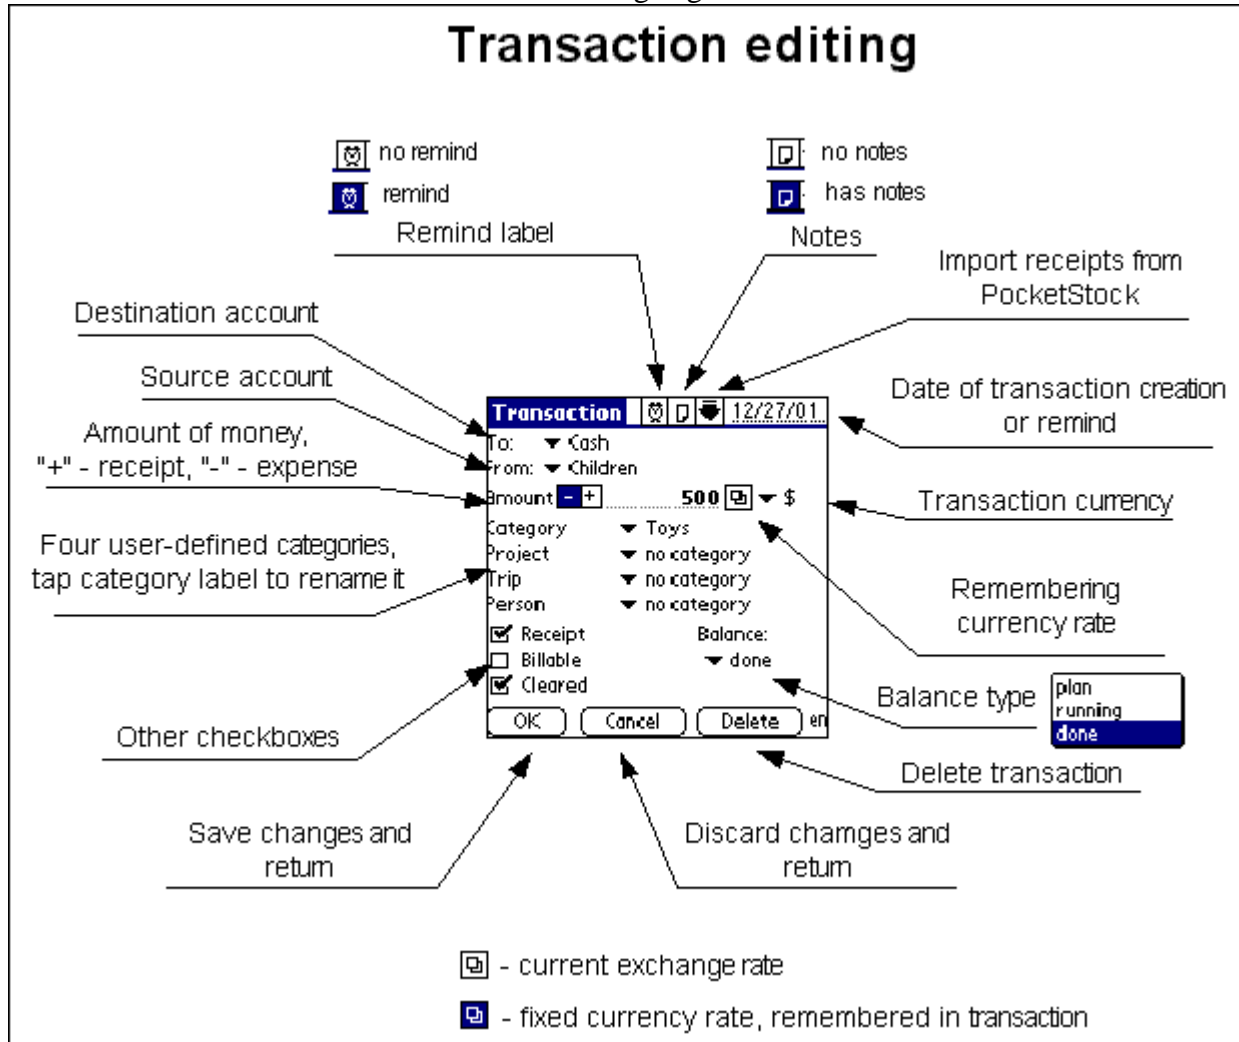 Transaction editing
no remind
remind
Remind label
no notes
has notes
Notes
Import receipts from
PocketStock
Destination account
Source account
Amount of money,
"+" - receipt, "-" - expense
Four user-defined categories,
tap category label to rename it
Other checkboxes
Transaction
12/27/01
To: Cash
From: Children
Amount - + 500 $
Category Toys
Project no category
Trip no category
Person no category
Receipt Balance:
Billable done
Cleared
OK Cancel Delete en
Date of transaction creation
or remind
Transaction currency
Remembering
currency rate
Balance type
plan
running
done
Delete transaction
Save changes and
return
Discard chamges and
return
- current exchange rate
- fixed currency rate, remembered in transaction